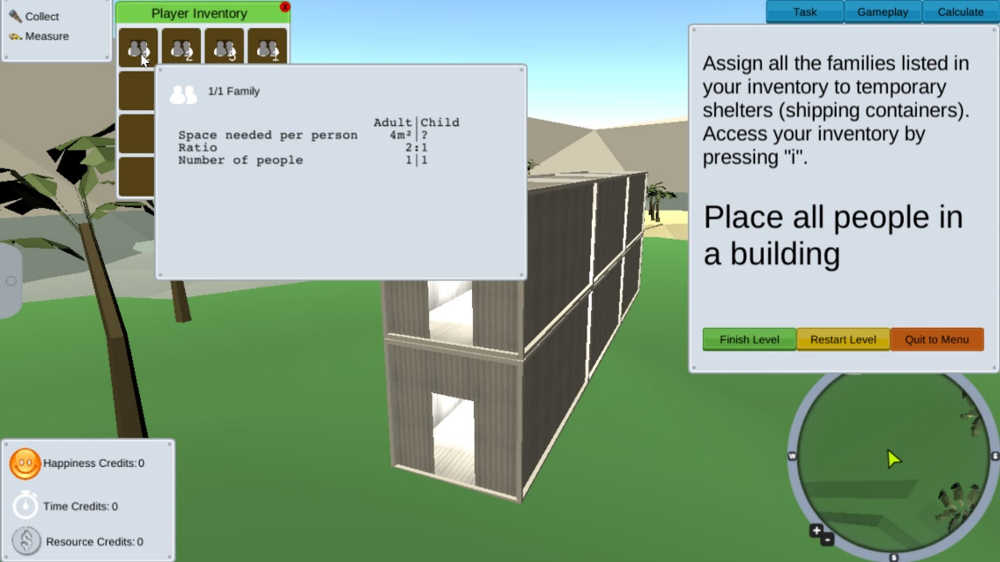 Collect
Measure
Player Inventory
X
2
3
1
1/1 Family
Adult|Child
Space needed per person 4m²|?
Ratio 2:1
Number of people 1|1
Task
Gameplay
Calculate
Assign all the families listed in
your inventory to temporary
shelters (shipping containers).
Access your inventory by
pressing "i".
Place all people in
a building
Finish Level
Restart Level
Quit to Menu
Happiness Credits: 0
Time Credits: 0
Resource Credits: 0
W
E
S
+
-